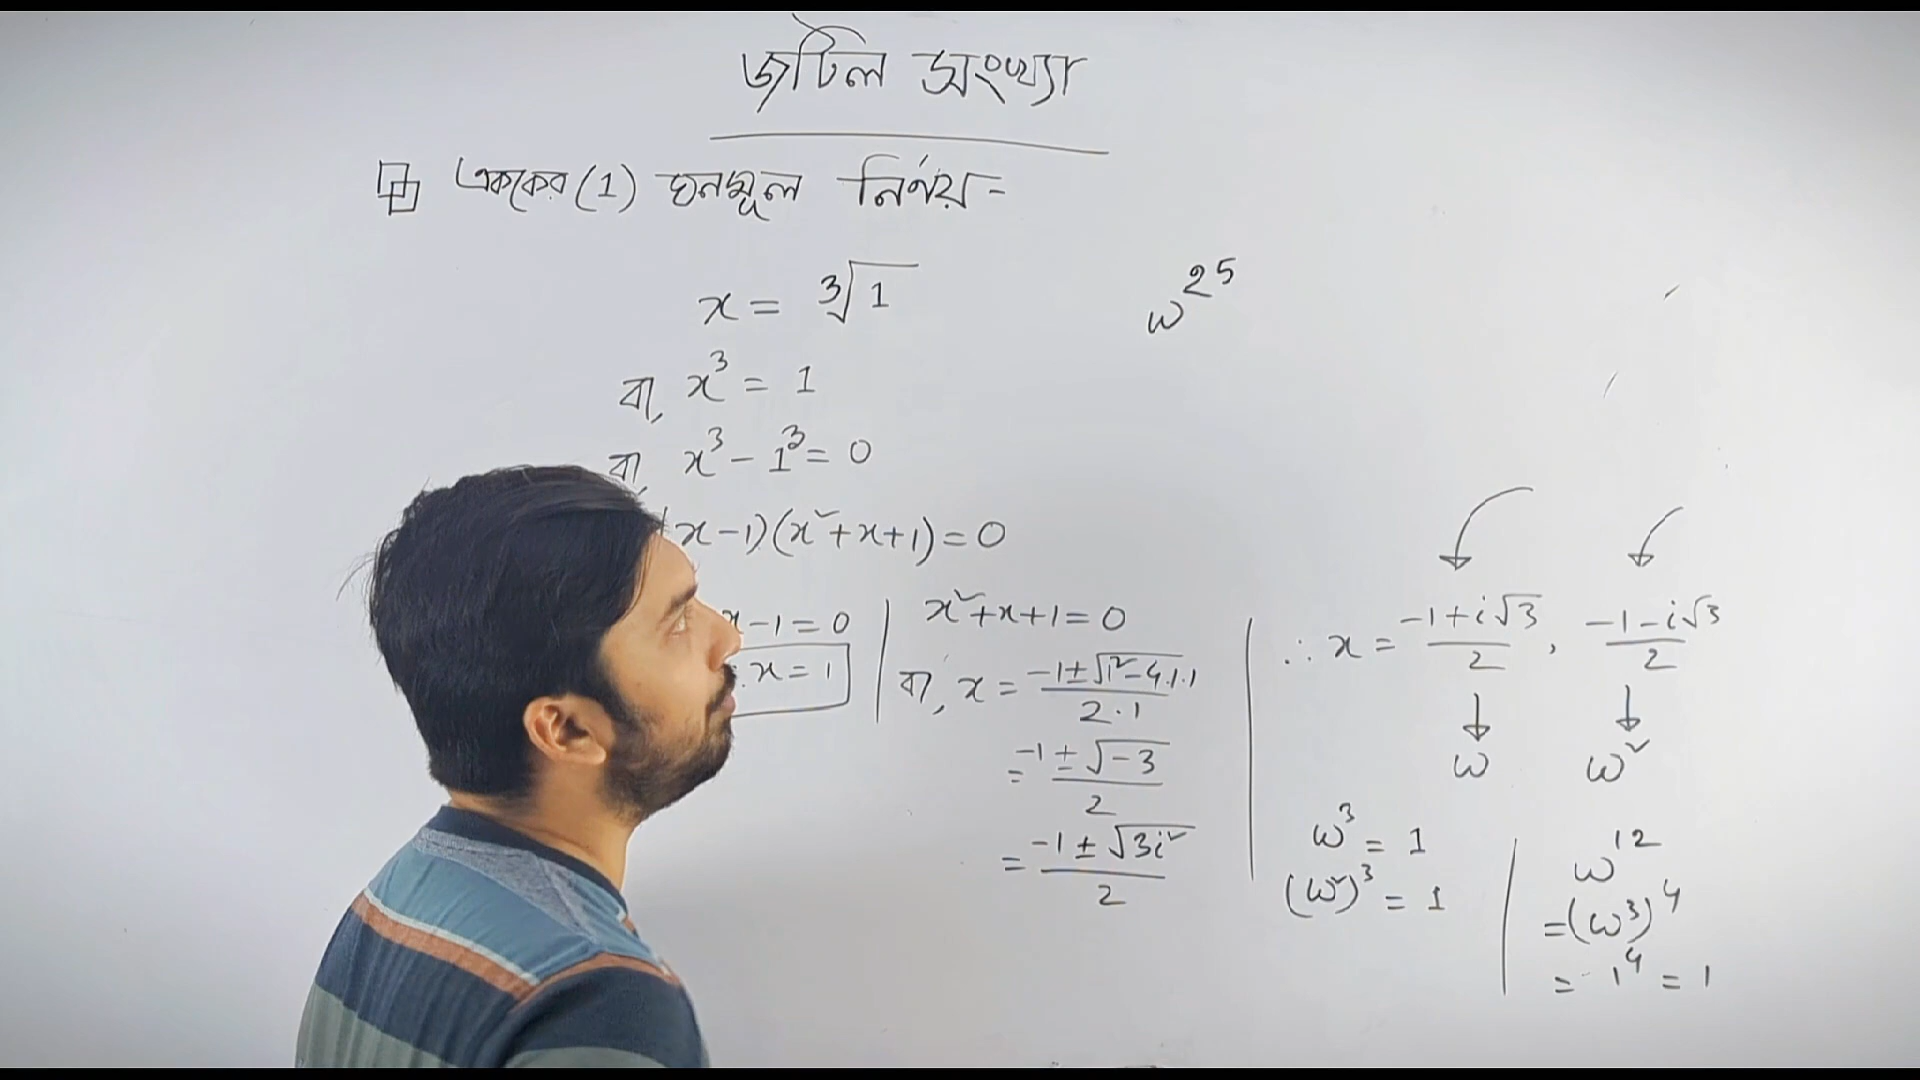 জটিল সংখ্যা
এককের (1) ঘনমূল নির্ণয় -
x = ∛1
বা, x³ = 1
বা, x³ - 1³ = 0
(x-1)(x²+x+1) = 0
x-1 = 0
∴ x = 1
x²+x+1 = 0
বা, x = (-1 ± √(1²-4.1.1))/(2·1)
= (-1 ± √-3)/2
= (-1 ± √3i²)/2
∴ x = (-1+i√3)/2 , (-1-i√3)/2
↓ ↓
ω ω²
ω³ = 1
(ω²)³ = 1
ω¹²
= (ω³)⁴
= 1⁴ = 1
ω²⁵